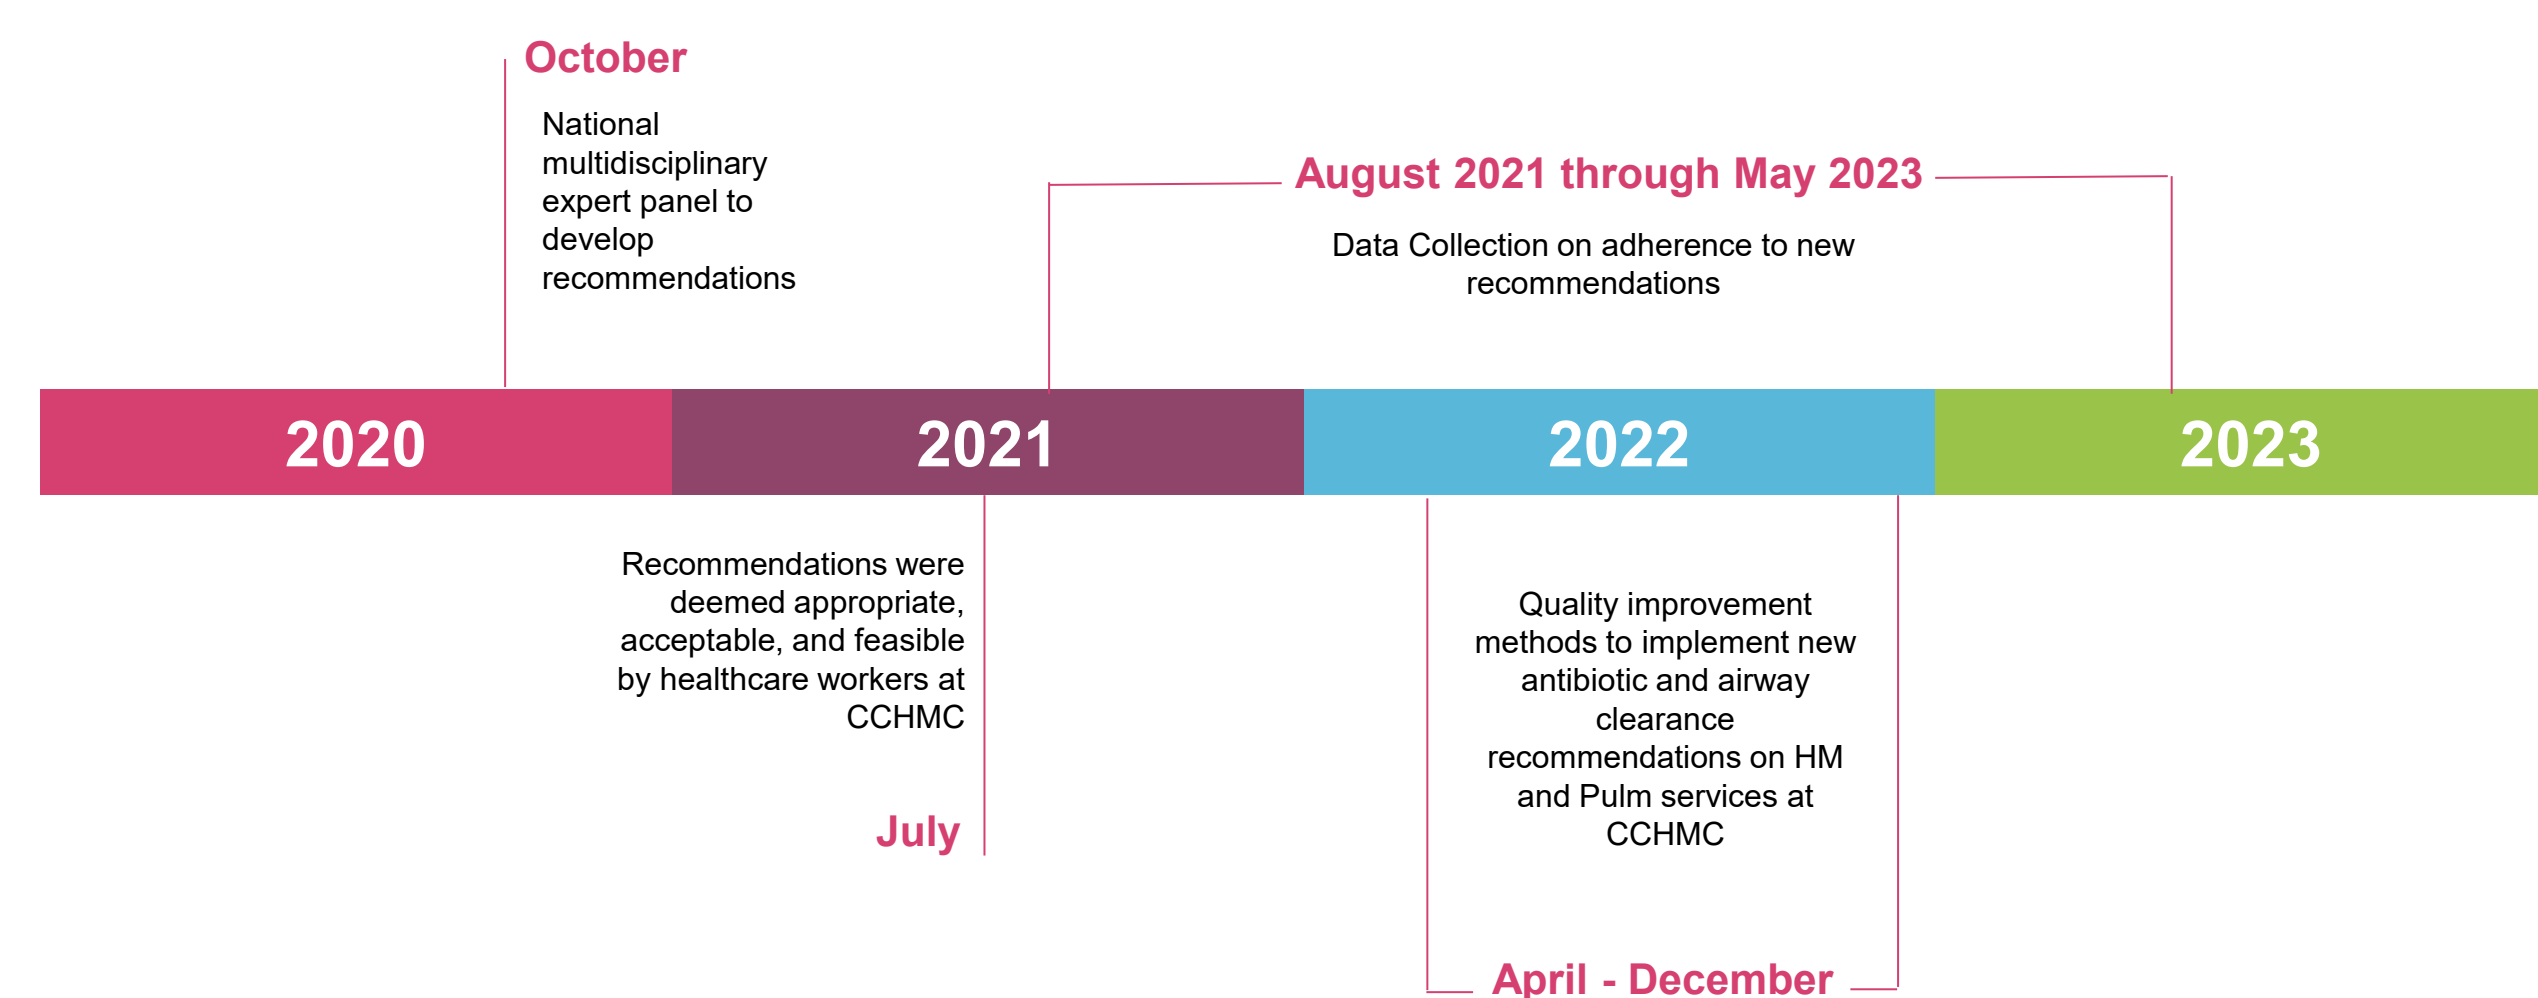 October
National
multidisciplinary
expert panel to
develop
recommendations
August 2021 through May 2023
Data Collection on adherence to new
recommendations
2020
2021
2022
2023
Recommendations were
deemed appropriate,
acceptable, and feasible
by healthcare workers at
CCHMC
July
Quality improvement
methods to implement new
antibiotic and airway
clearance
recommendations on HM
and Pulm services at
CCHMC
April - December